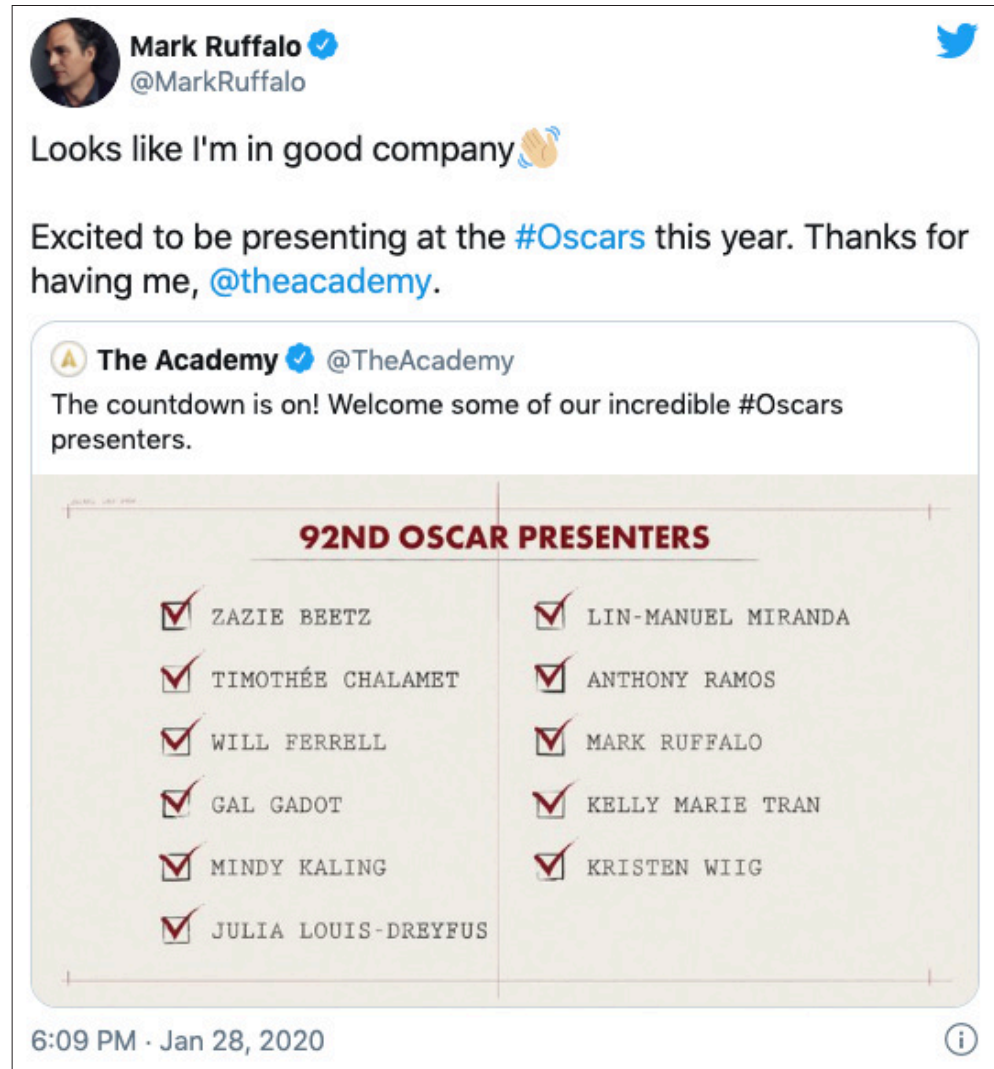 Mark Ruffalo
@MarkRuffalo
Looks like I'm in good company👋🏼
Excited to be presenting at the #Oscars this year. Thanks for
having me, @theacademy.
The Academy @TheAcademy
The countdown is on! Welcome some of our incredible #Oscars
presenters.
92ND OSCAR PRESENTERS
ZAZIE BEETZ
TIMOTHÉE CHALAMET
WILL FERRELL
GAL GADOT
MINDY KALING
JULIA LOUIS-DREYFUS
LIN-MANUEL MIRANDA
ANTHONY RAMOS
MARK RUFFALO
KELLY MARIE TRAN
KRISTEN WIIG
6:09 PM · Jan 28, 2020